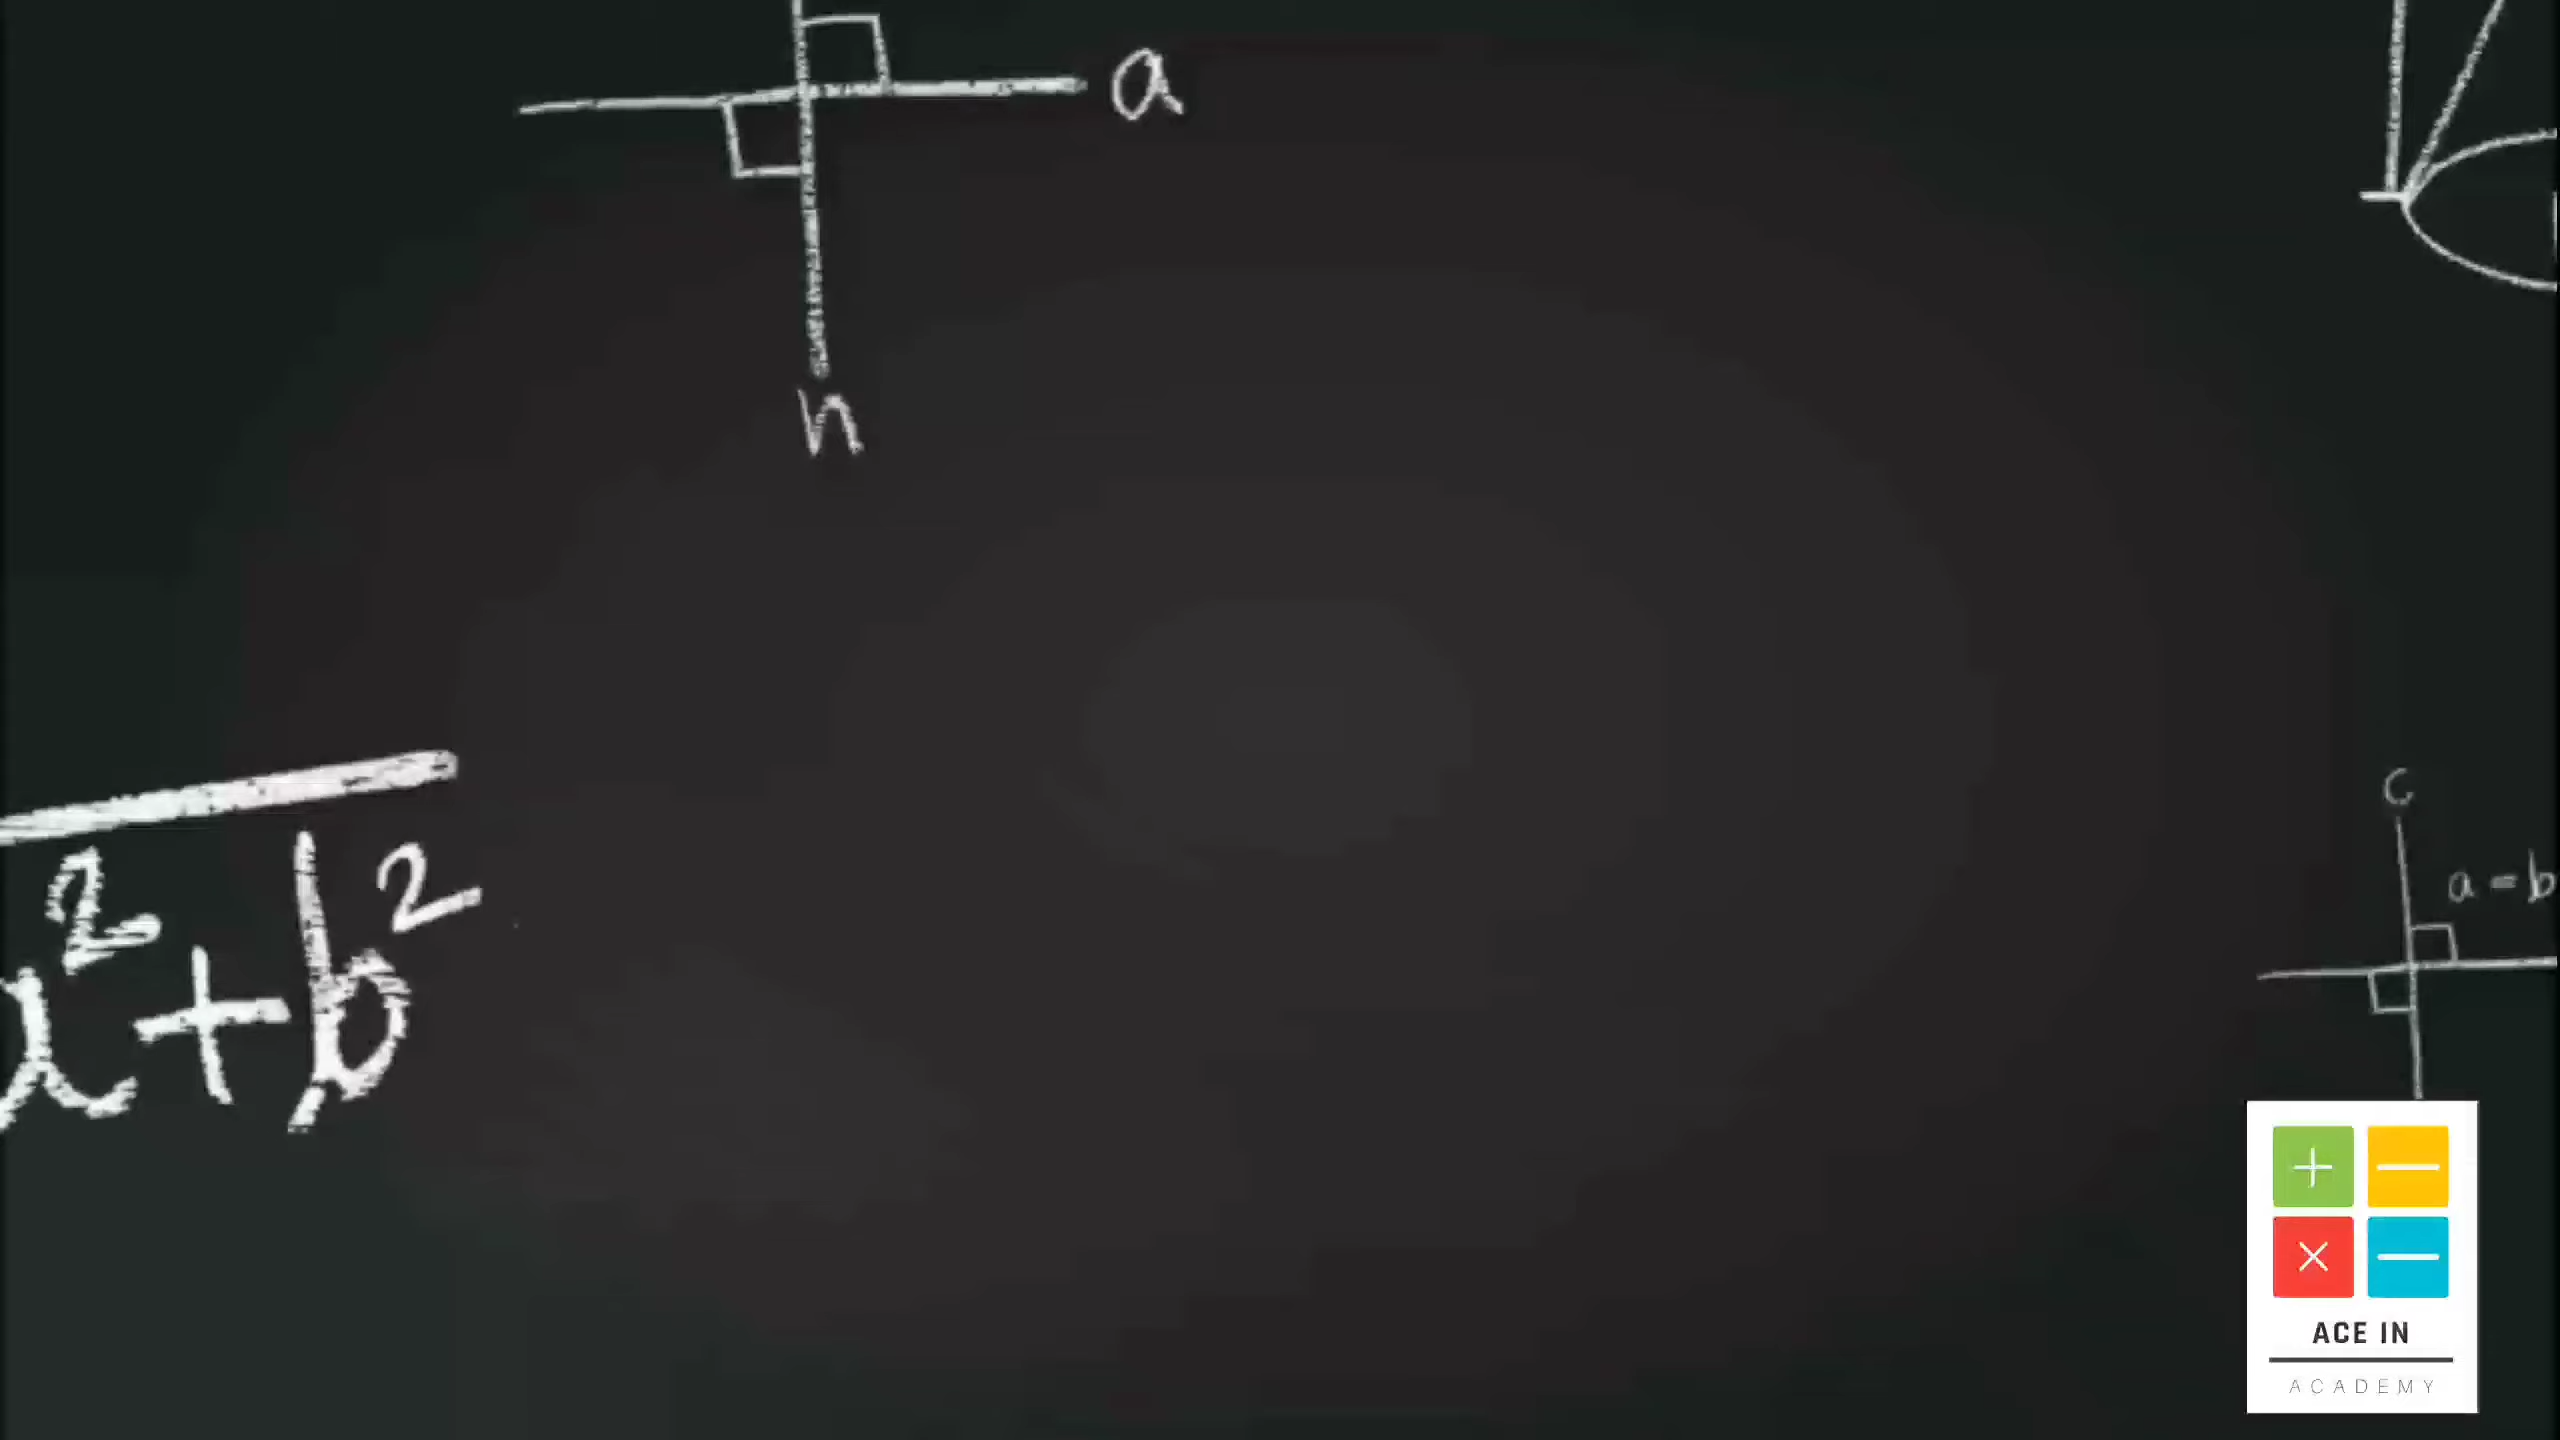 a
n
c
a = b
a²+b²
+ —
× —
ACE IN
ACADEMY